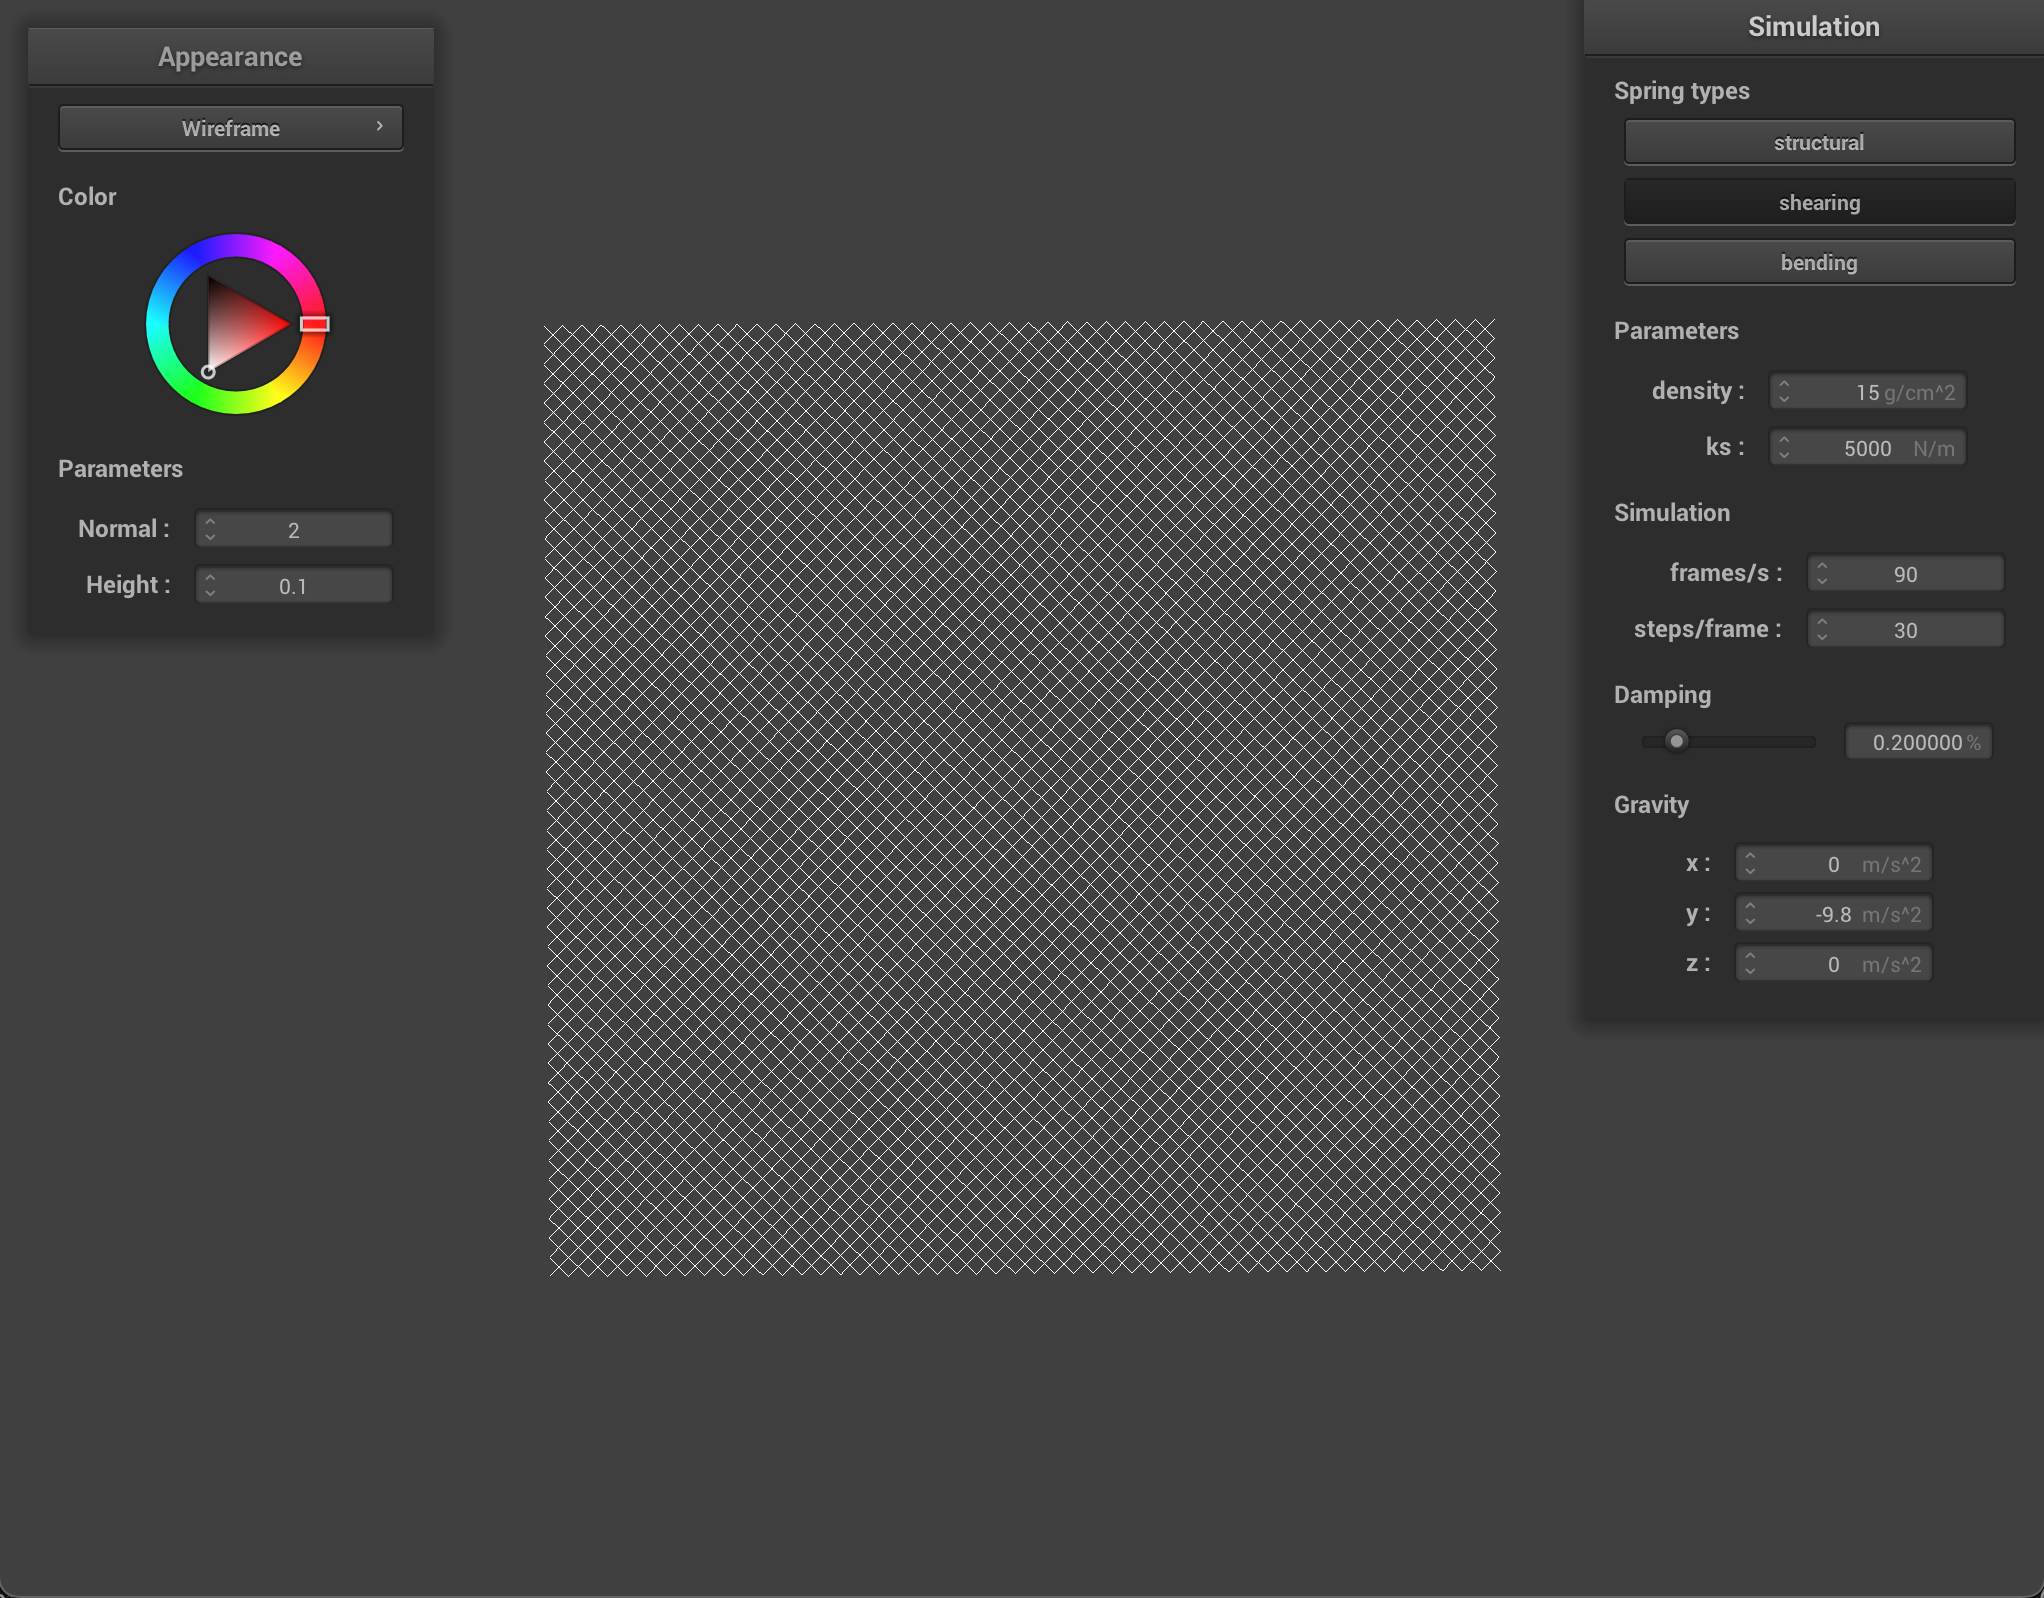 Appearance
Wireframe
Color
Parameters
Normal : 2
Height : 0.1
Simulation
Spring types
structural
shearing
bending
Parameters
density : 15 g/cm^2
ks : 5000 N/m
Simulation
frames/s : 90
steps/frame : 30
Damping
0.200000 %
Gravity
x : 0 m/s^2
y : -9.8 m/s^2
z : 0 m/s^2